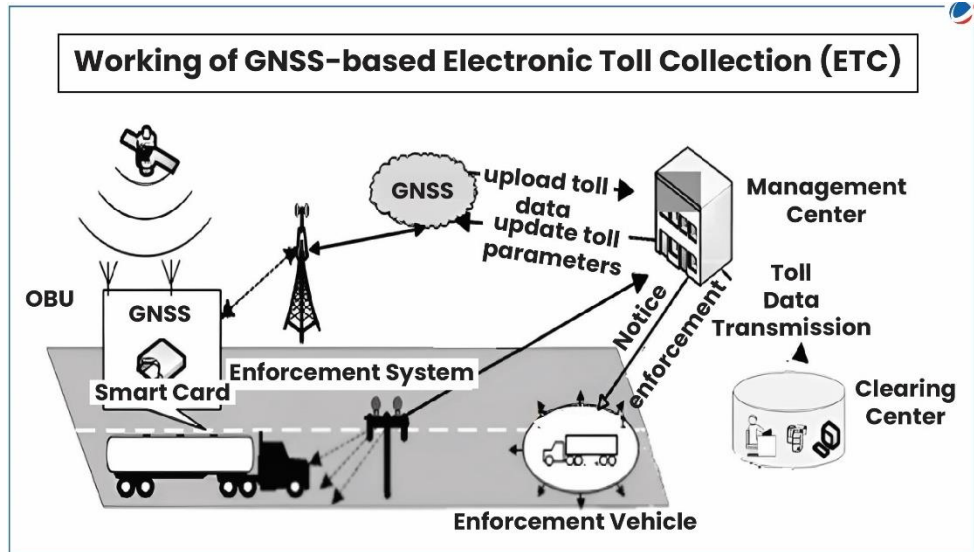 Working of GNSS-based Electronic Toll Collection (ETC)
GNSS
upload toll
data
update toll
parameters
Management
Center
OBU
GNSS
Smart Card
Enforcement System
Notice
enforcement
Toll
Data
Transmission
Clearing
Center
Enforcement Vehicle